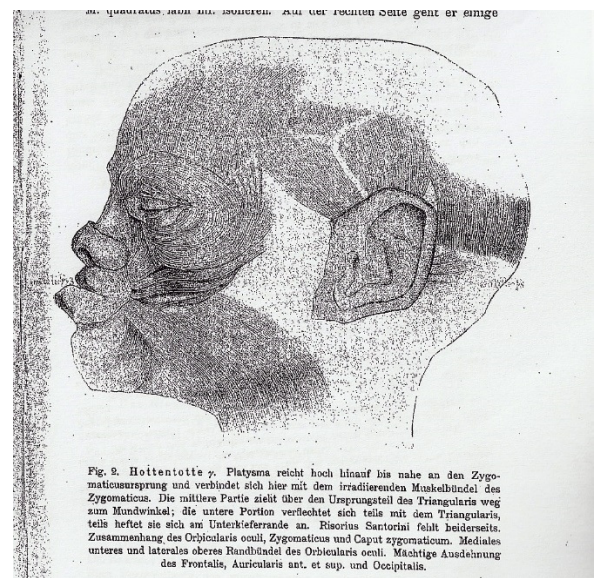 M. quadratus labii inf. isolieren. Auf der rechten Seite geht er einige
Fig. 9. Hottentotte γ. Platysma reicht hoch hinauf bis nahe an den Zygo-
maticusursprung und verbindet sich hier mit dem irradiierenden Muskelbündel des
Zygomaticus. Die mittlere Partie zieht über den Ursprungsteil des Triangularis weg
zum Mundwinkel; die untere Portion verflechtet sich teils mit dem Triangularis,
teils heftet sie sich am Unterkieferrande an. Risorius Santorini fehlt beiderseits.
Zusammenhang des Orbicularis oculi, Zygomaticus und Caput zygomaticum. Mediales
unteres und laterales oberes Randbündel des Orbicularis oculi. Mächtige Ausdehnung
des Frontalis, Auricularis ant. et sup. und Occipitalis.